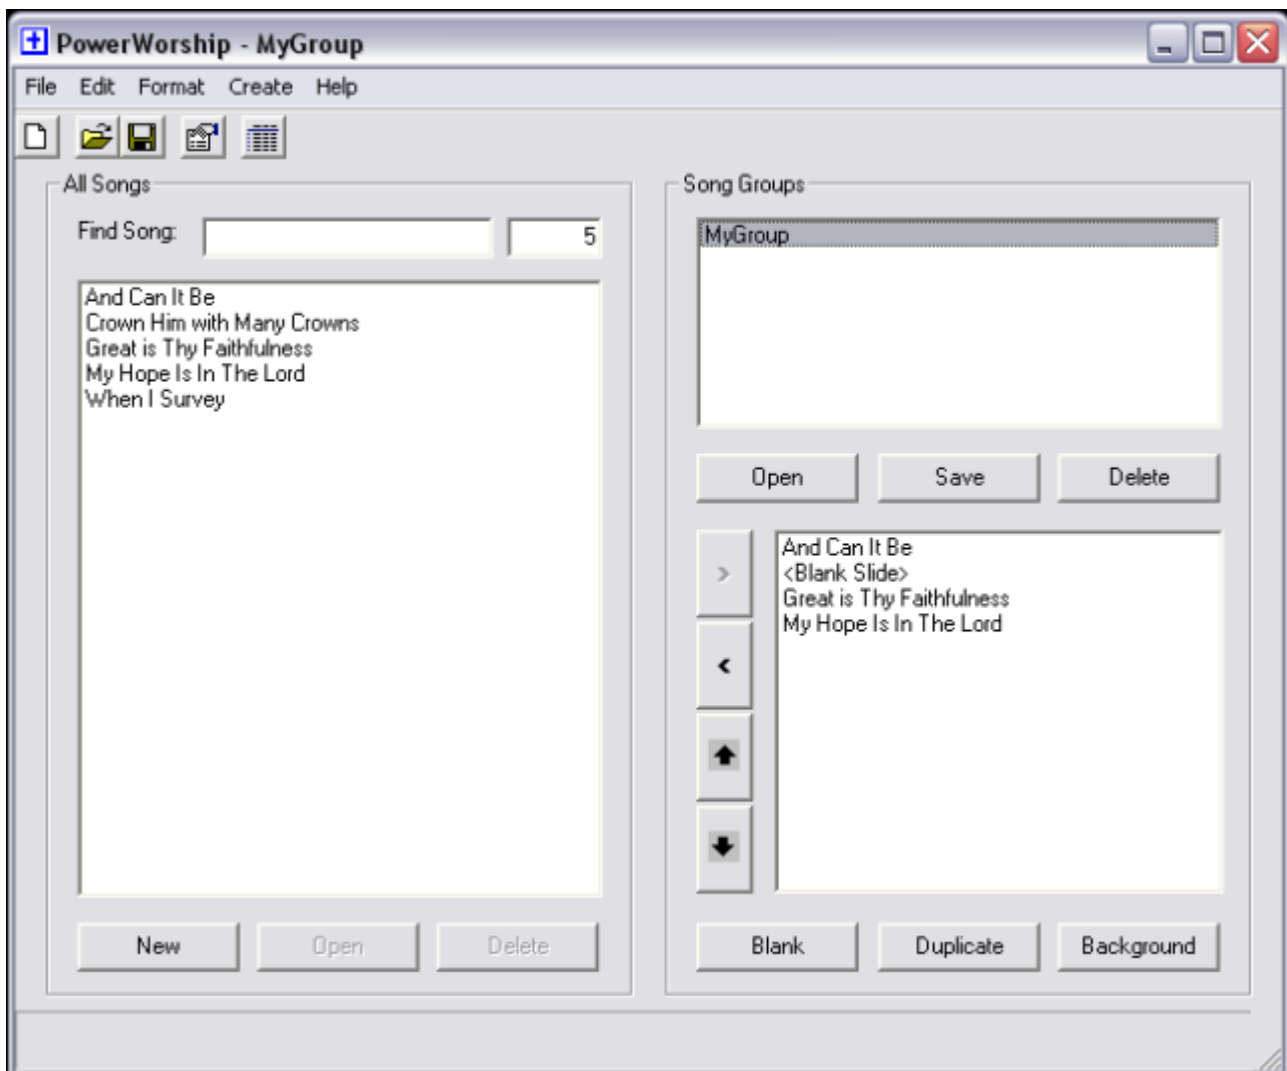 PowerWorship - MyGroup
File Edit Format Create Help
All Songs
Find Song: 5
And Can It Be
Crown Him with Many Crowns
Great is Thy Faithfulness
My Hope Is In The Lord
When I Survey
New Open Delete
Song Groups
MyGroup
Open Save Delete
>
<
And Can It Be
<Blank Slide>
Great is Thy Faithfulness
My Hope Is In The Lord
Blank Duplicate Background